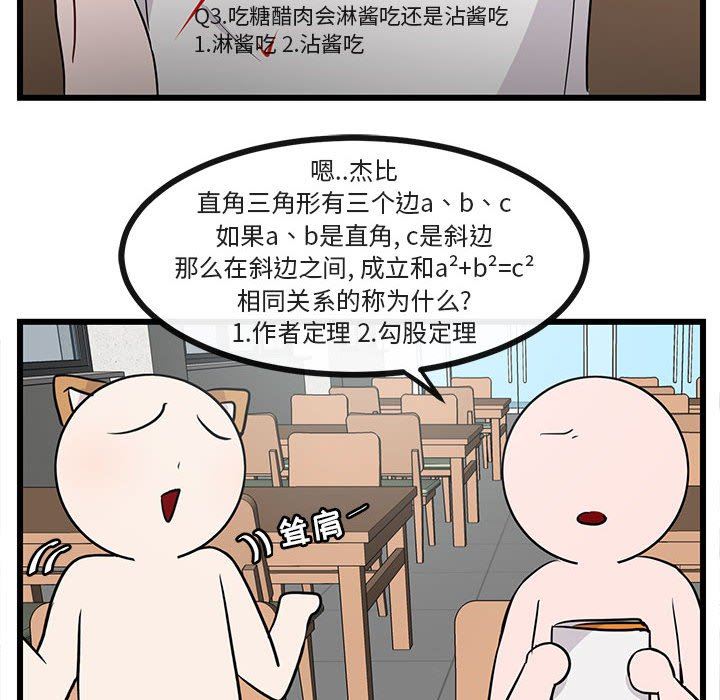 Q3.吃糖醋肉会淋酱吃还是沾酱吃
1.淋酱吃 2.沾酱吃
嗯..杰比
直角三角形有三个边a、b、c
如果a、b是直角, c是斜边
那么在斜边之间, 成立和a²+b²=c²
相同关系的称为什么?
1.作者定理 2.勾股定理
耸肩